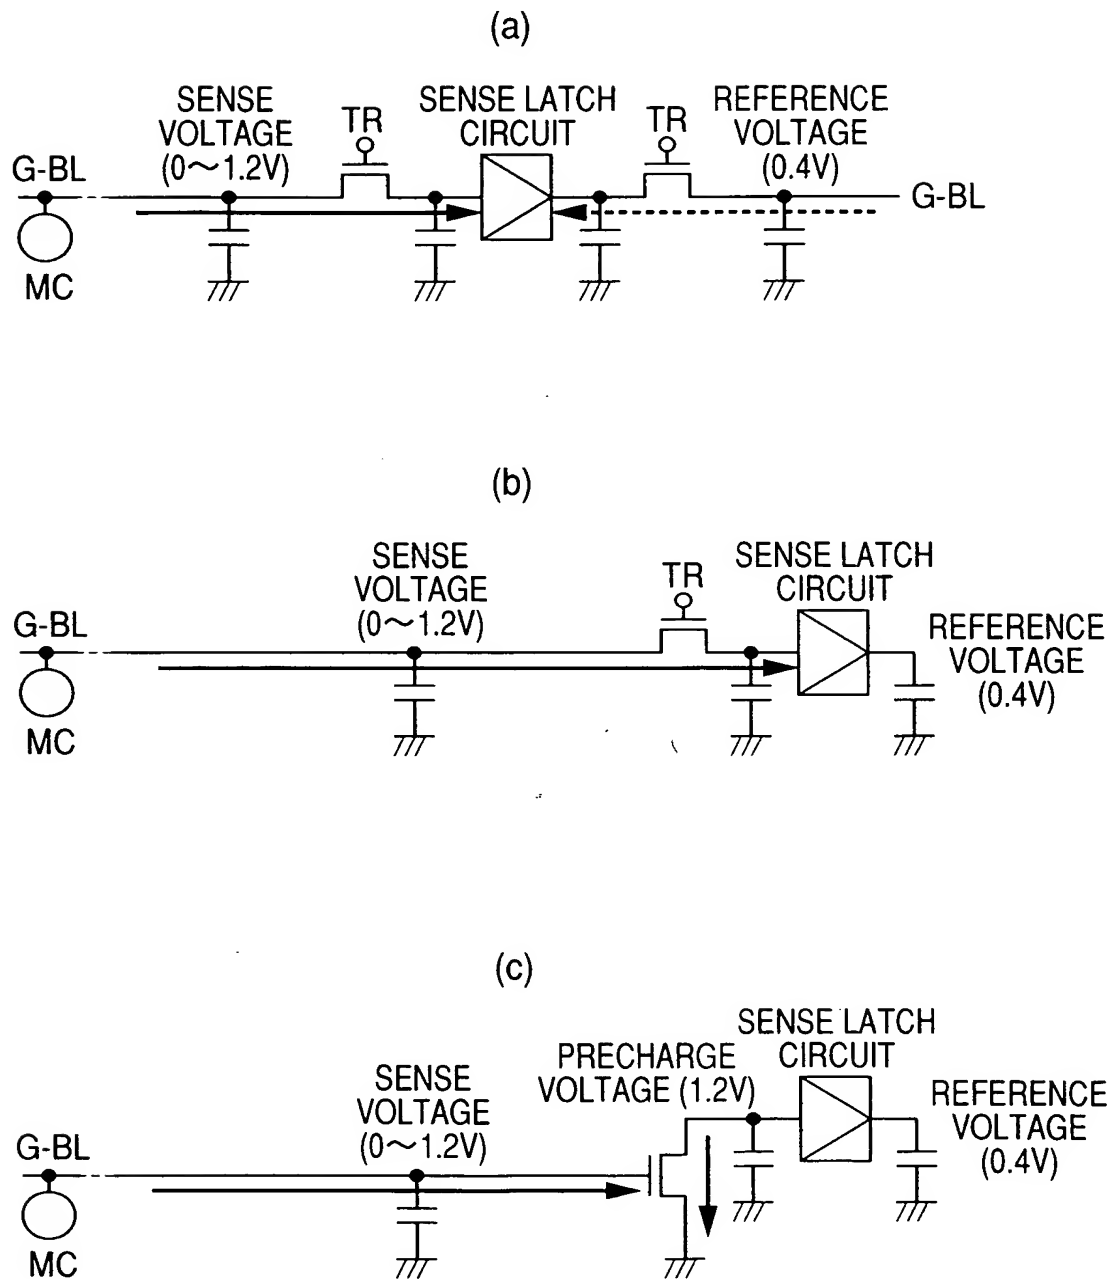 (a)
SENSE
VOLTAGE
(0～1.2V)
TR
SENSE LATCH
CIRCUIT
TR
REFERENCE
VOLTAGE
(0.4V)
G-BL
G-BL
MC
(b)
SENSE
VOLTAGE
(0～1.2V)
TR
SENSE LATCH
CIRCUIT
G-BL
REFERENCE
VOLTAGE
(0.4V)
MC
(c)
SENSE LATCH
CIRCUIT
PRECHARGE
VOLTAGE (1.2V)
SENSE
VOLTAGE
(0～1.2V)
REFERENCE
VOLTAGE
(0.4V)
G-BL
MC